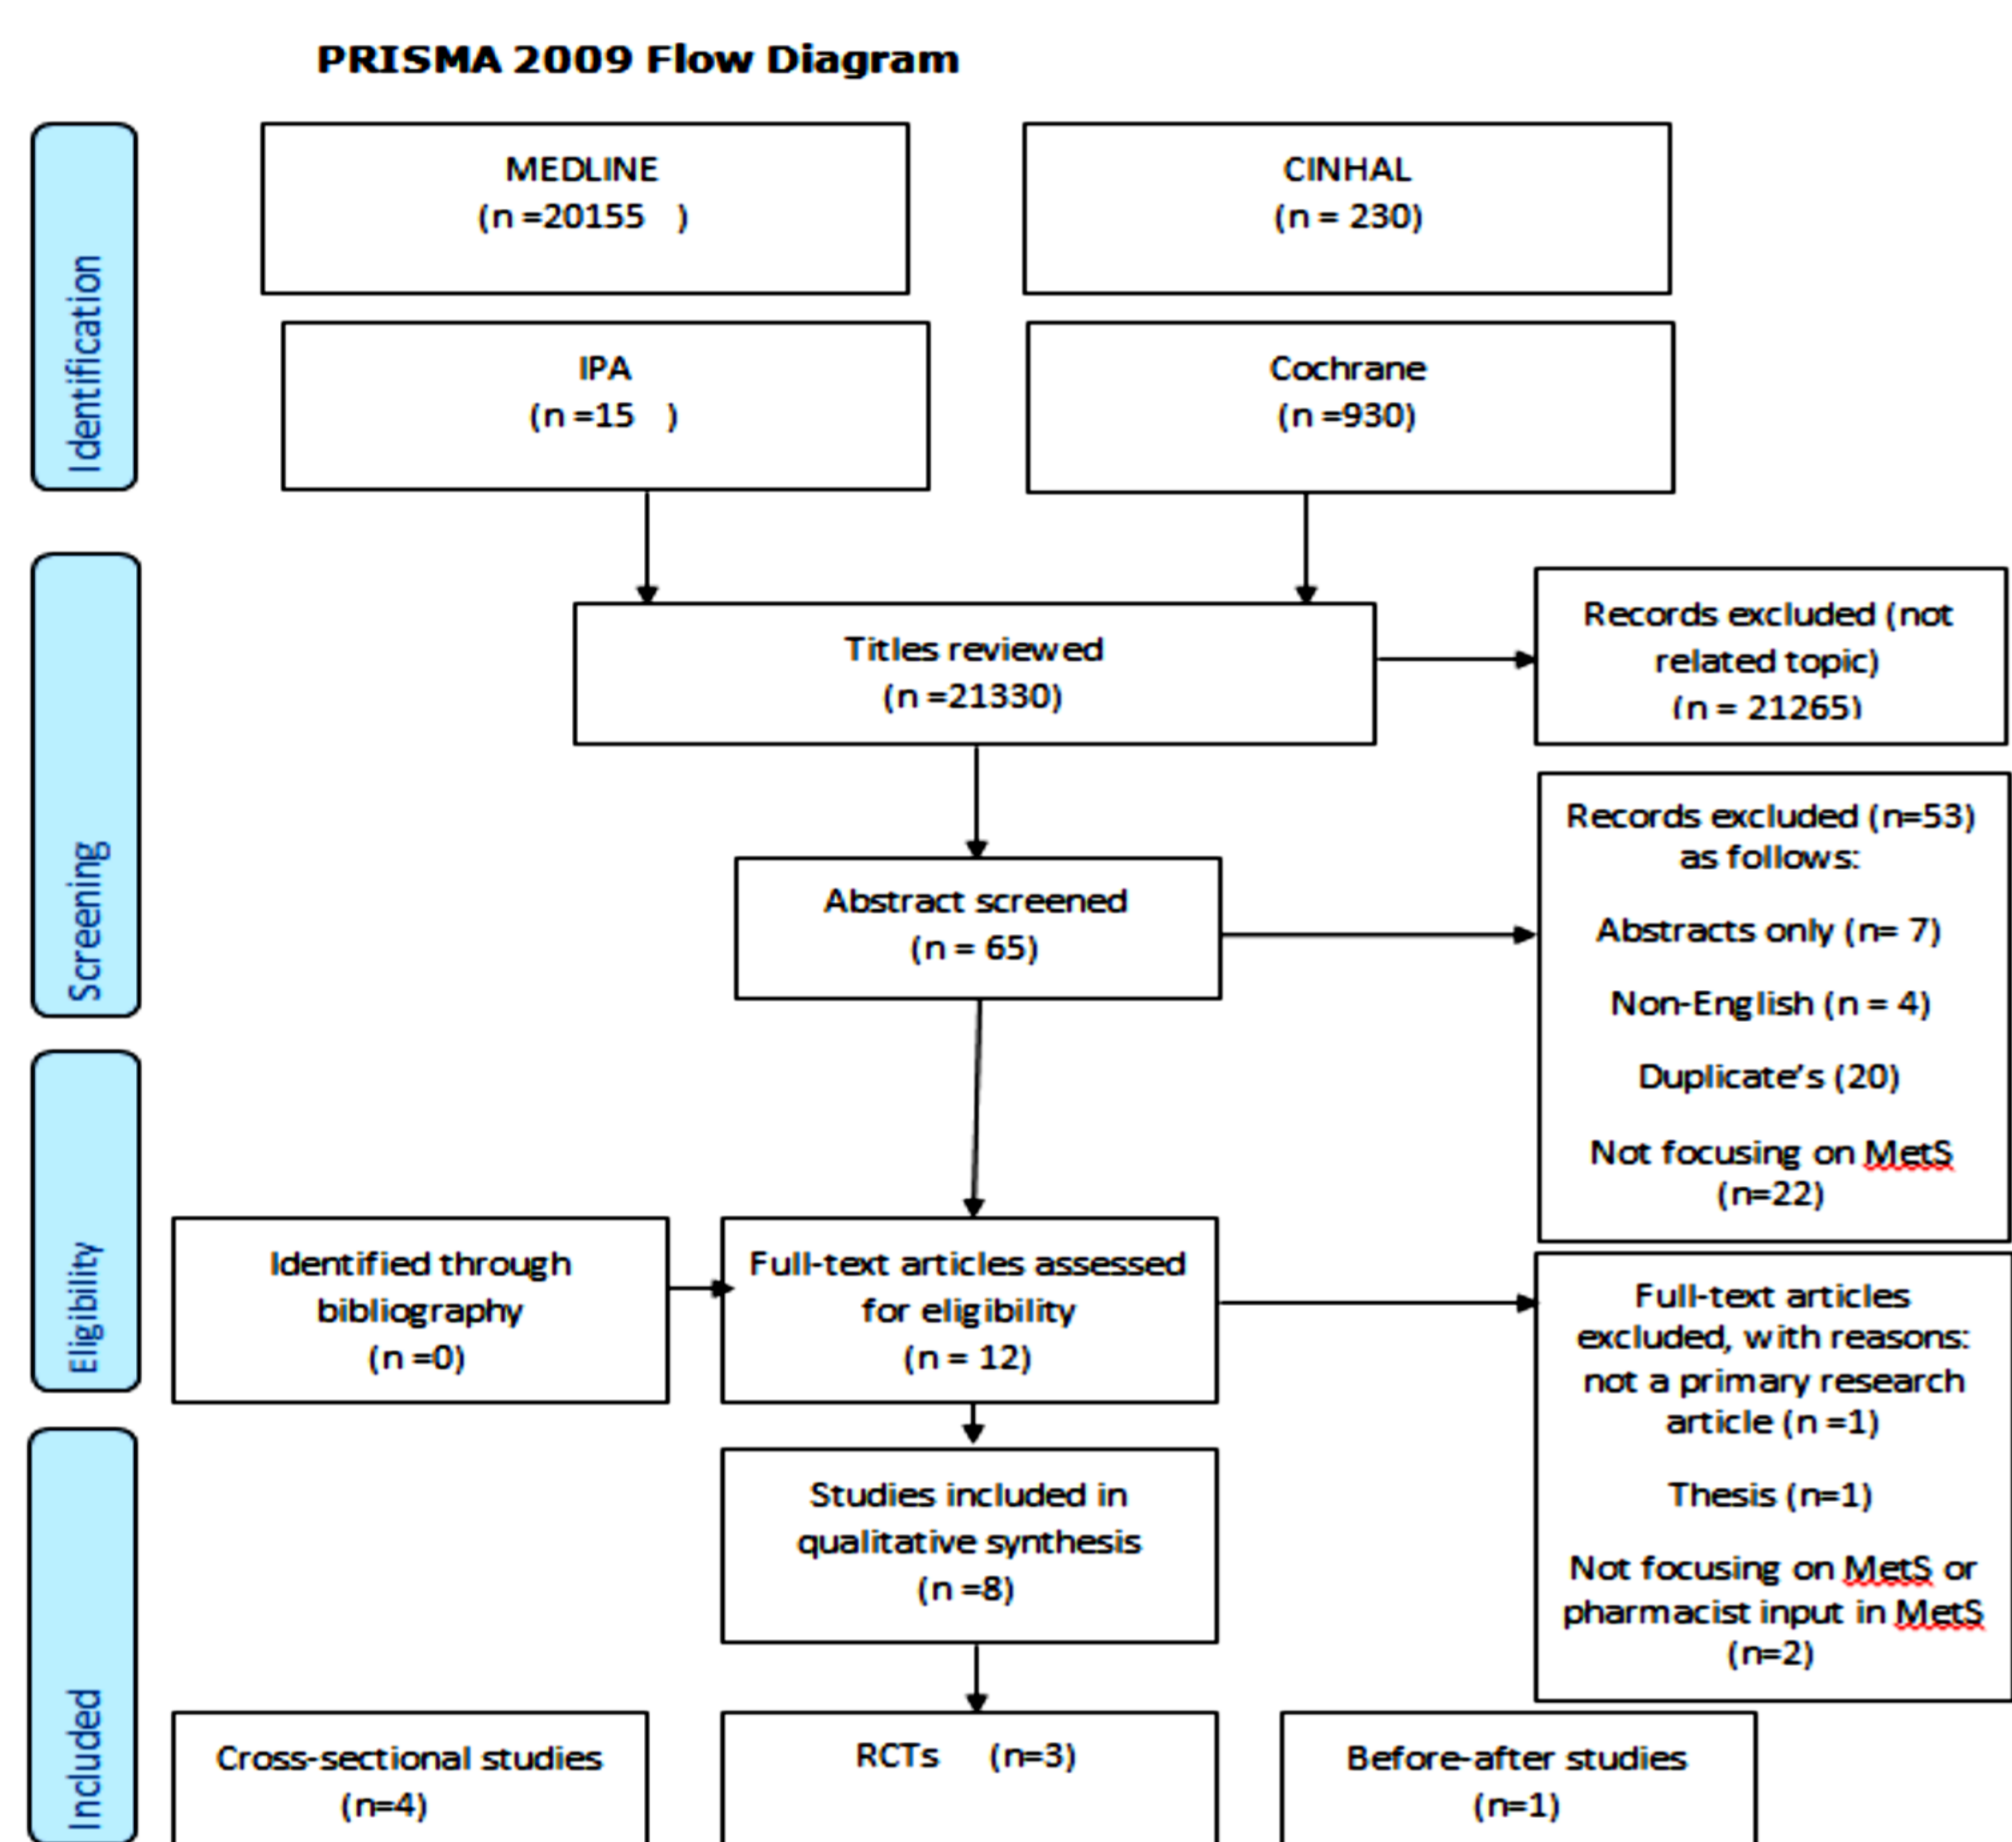 PRISMA 2009 Flow Diagram
Identification
MEDLINE
(n =20155 )
CINHAL
(n = 230)
IPA
(n =15 )
Cochrane
(n =930)
Screening
Titles reviewed
(n =21330)
Records excluded (not
related topic)
(n = 21265)
Abstract screened
(n = 65)
Records excluded (n=53)
as follows:
Abstracts only (n= 7)
Non-English (n = 4)
Duplicate's (20)
Not focusing on MetS
(n=22)
Eligibility
Identified through
bibliography
(n =0)
Full-text articles assessed
for eligibility
(n = 12)
Full-text articles
excluded, with reasons:
not a primary research
article (n =1)
Thesis (n=1)
Not focusing on MetS or
pharmacist input in MetS
(n=2)
Included
Studies included in
qualitative synthesis
(n =8)
Cross-sectional studies
(n=4)
RCTs (n=3)
Before-after studies
(n=1)